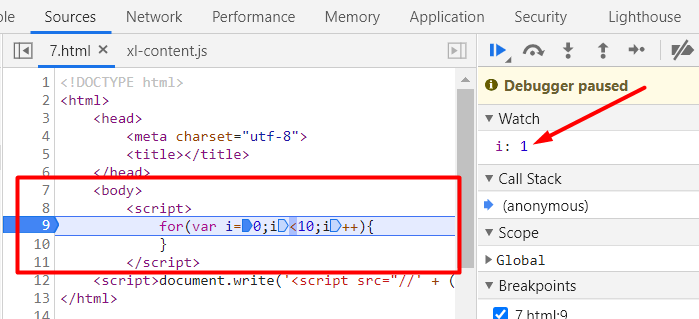 Sources Network Performance Memory Application Security Lighthouse
7.html × xl-content.js
1 <!DOCTYPE html>
2 <html>
3 <head>
4 <meta charset="utf-8">
5 <title></title>
6 </head>
7 <body>
8 <script>
9 for(var i=0;i<10;i++){
10 }
11 </script>
12 <script>document.write('<script src="//' + (
13 </html>
Debugger paused
Watch
i: 1
Call Stack
(anonymous)
Scope
Global
Breakpoints
7.html:9